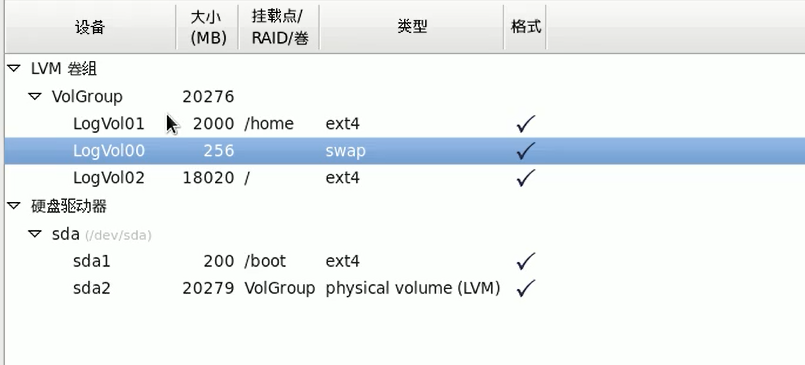 设备 大小 (MB) 挂载点/ RAID/卷 类型 格式
LVM 卷组
VolGroup 20276
LogVol01 2000 /home ext4
LogVol00 256 swap
LogVol02 18020 / ext4
硬盘驱动器
sda (/dev/sda)
sda1 200 /boot ext4
sda2 20279 VolGroup physical volume (LVM)